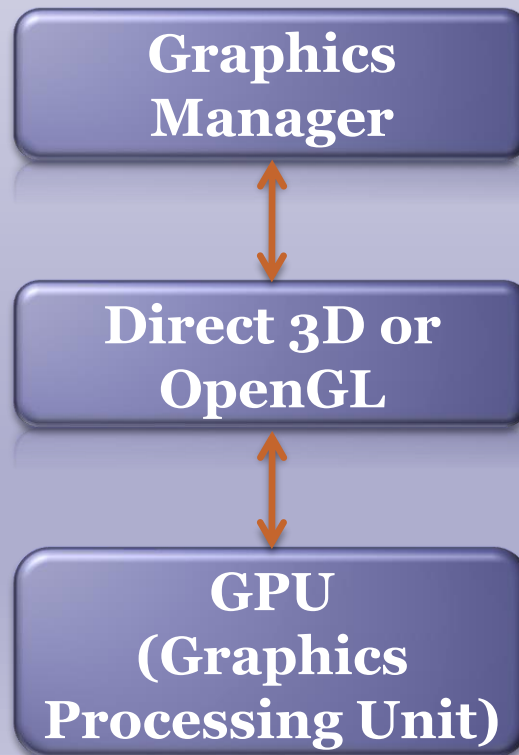 Graphics
Manager
Direct 3D or
OpenGL
GPU
(Graphics
Processing Unit)